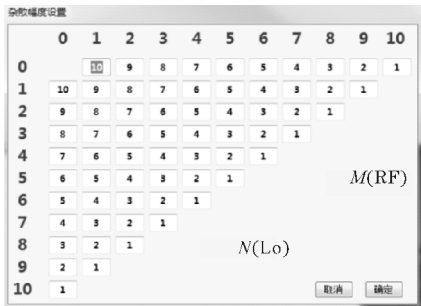 杂散幅度设置
0 1 2 3 4 5 6 7 8 9 10
0 10 9 8 7 6 5 4 3 2 1
1 10 9 8 7 6 5 4 3 2 1
2 9 8 7 6 5 4 3 2 1
3 8 7 6 5 4 3 2 1
4 7 6 5 4 3 2 1
5 6 5 4 3 2 1 M(RF)
6 5 4 3 2 1
7 4 3 2 1
8 3 2 1 N(Lo)
9 2 1
10 1 取消 确定